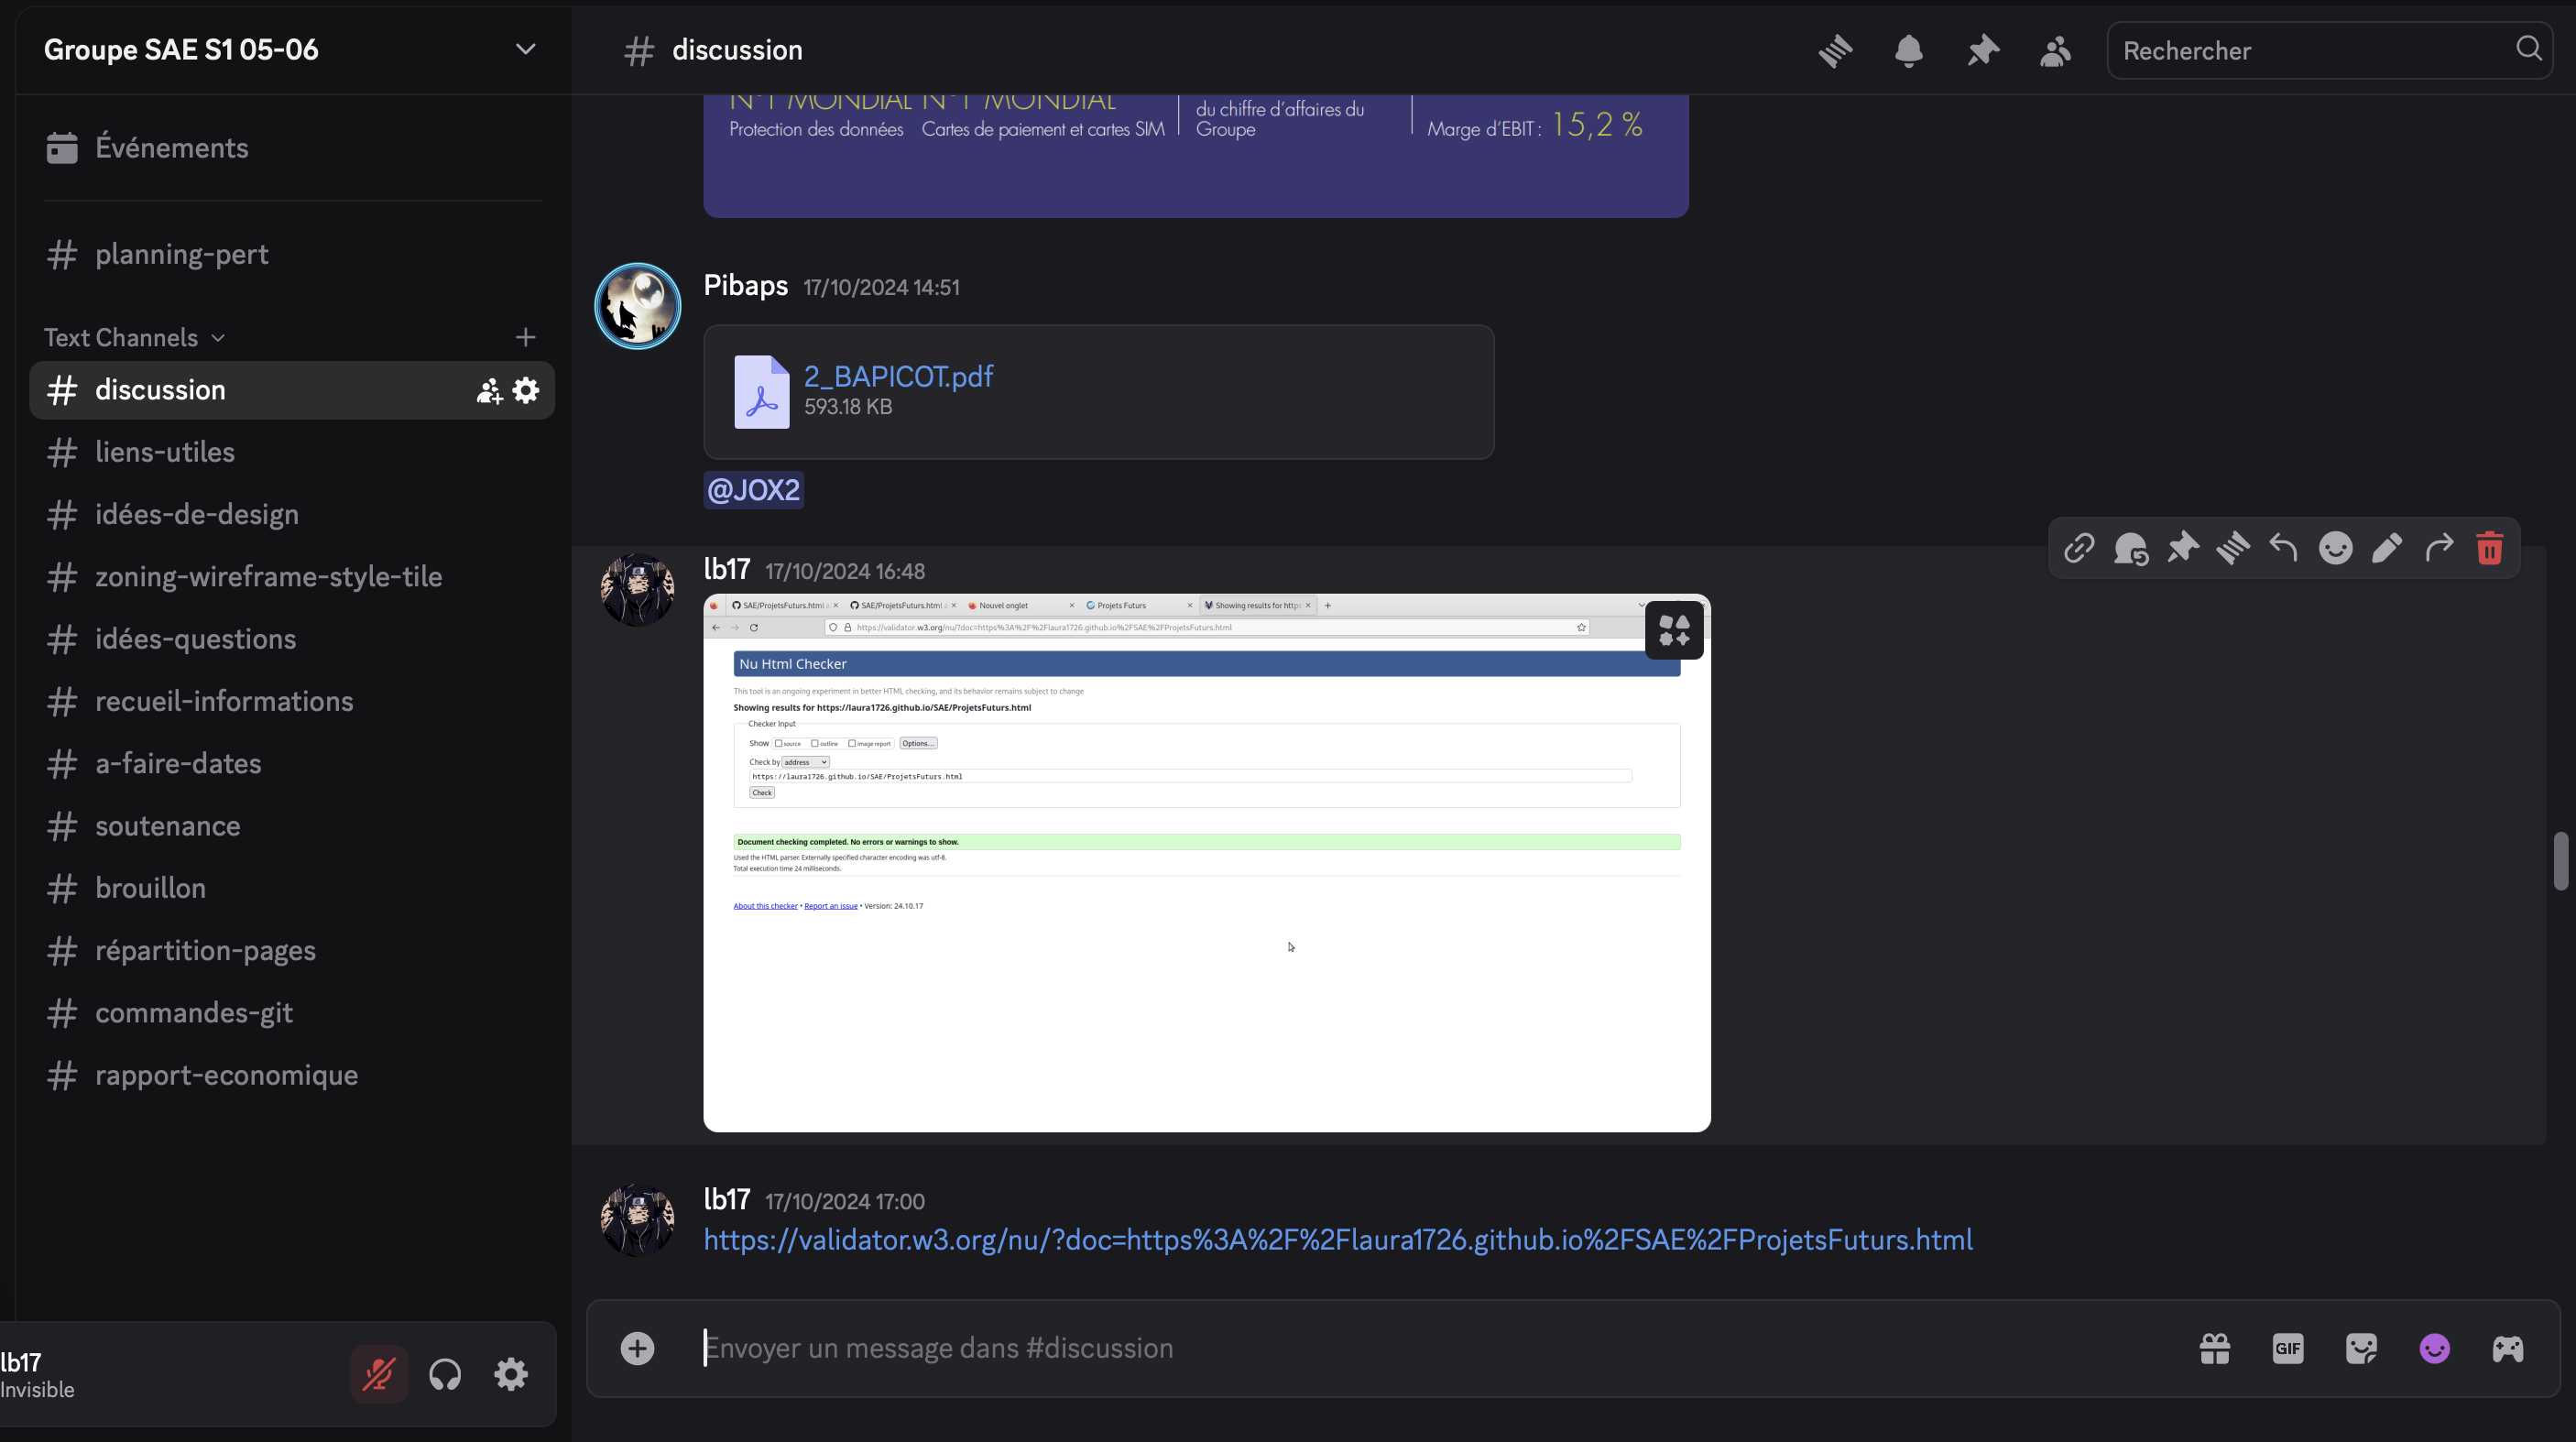 Groupe SAE S1 05-06
Événements
planning-pert
Text Channels
discussion
liens-utiles
idées-de-design
zoning-wireframe-style-tile
idées-questions
recueil-informations
a-faire-dates
soutenance
brouillon
répartition-pages
commandes-git
rapport-economique
lb17
Invisible
discussion
Rechercher
N°1 MONDIAL N°1 MONDIAL
Protection des données Cartes de paiement et cartes SIM
du chiffre d'affaires du
Groupe
Marge d'EBIT : 15,2 %
Pibaps 17/10/2024 14:51
2_BAPICOT.pdf
593.18 KB
@JOX2
lb17 17/10/2024 16:48
SAE/ProjetsFuturs.html SAE/ProjetsFuturs.html Nouvel onglet Projets Futurs Showing results for https
https://validator.w3.org/nu/?doc=https%3A%2F%2Flaura1726.github.io%2FSAE%2FProjetsFuturs.html
Nu Html Checker
This tool is an ongoing experiment in better HTML checking, and its behavior remains subject to change
Showing results for https://laura1726.github.io/SAE/ProjetsFuturs.html
Checker Input
Show source outline image report Options...
Check by address
https://laura1726.github.io/SAE/ProjetsFuturs.html
Check
Document checking completed. No errors or warnings to show.
Used the HTML parser. Externally specified character encoding was utf-8.
Total execution time 24 milliseconds.
About this checker • Report an issue • Version: 24.10.17
lb17 17/10/2024 17:00
https://validator.w3.org/nu/?doc=https%3A%2F%2Flaura1726.github.io%2FSAE%2FProjetsFuturs.html
Envoyer un message dans #discussion
GIF